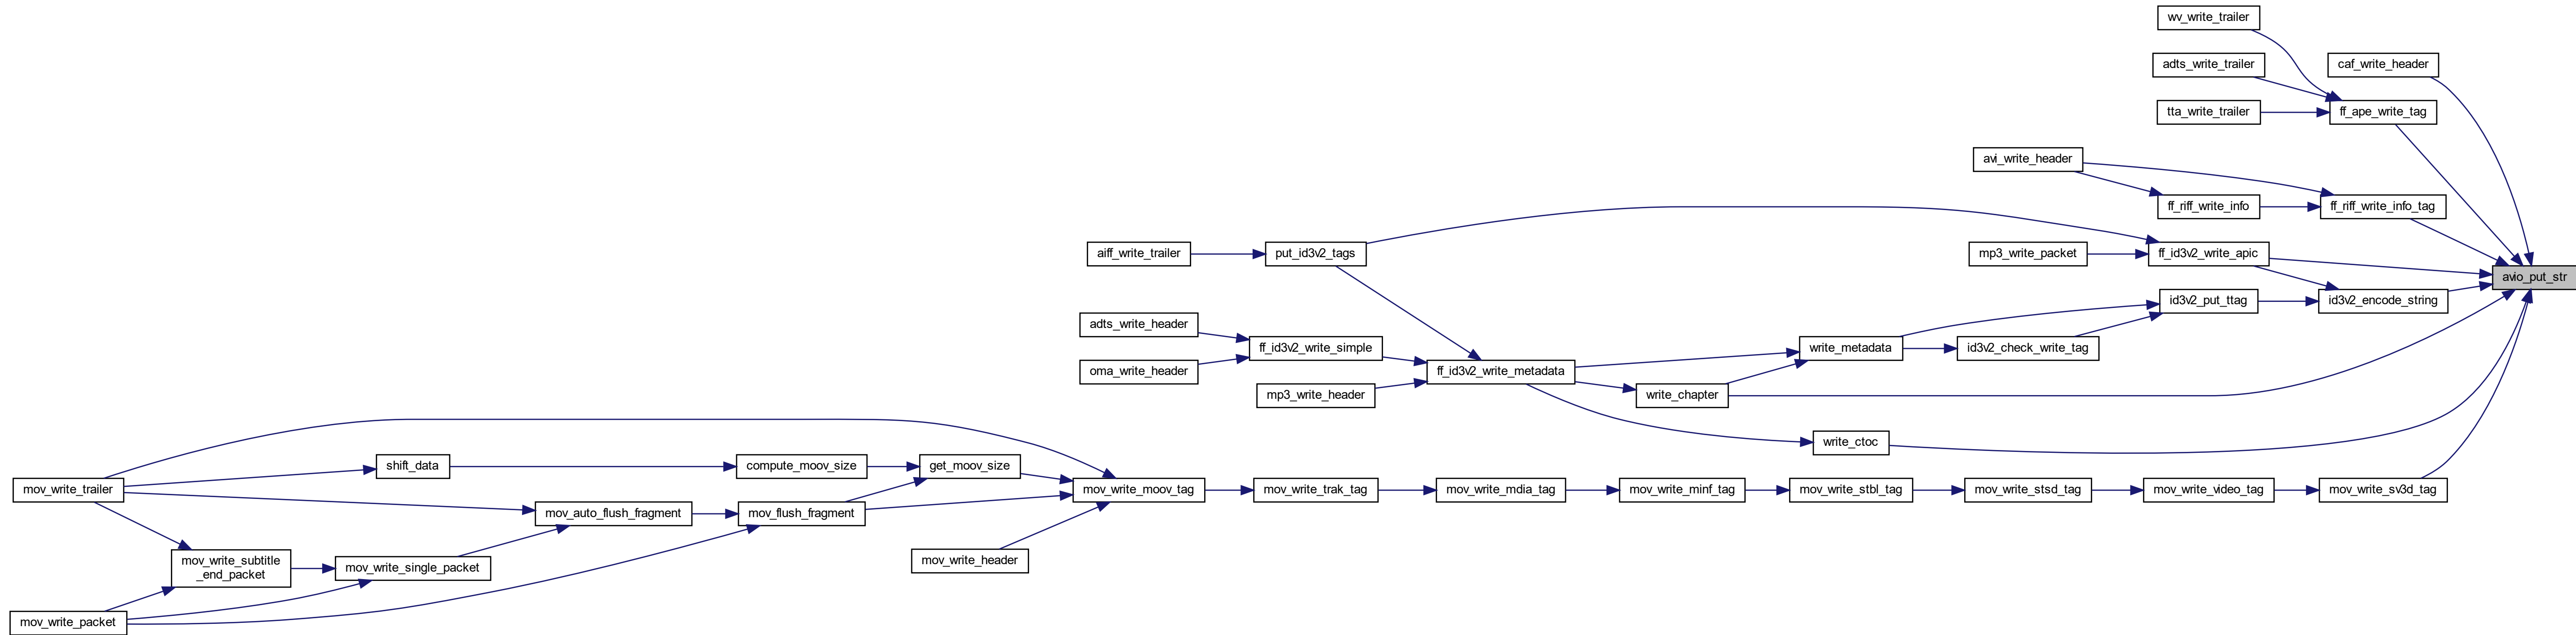 wv_write_trailer
adts_write_trailer
caf_write_header
tta_write_trailer
ff_ape_write_tag
avi_write_header
ff_riff_write_info
ff_riff_write_info_tag
aiff_write_trailer
put_id3v2_tags
mp3_write_packet
ff_id3v2_write_apic
avio_put_str
id3v2_put_ttag
id3v2_encode_string
adts_write_header
ff_id3v2_write_simple
write_metadata
id3v2_check_write_tag
oma_write_header
ff_id3v2_write_metadata
mp3_write_header
write_chapter
write_ctoc
shift_data
compute_moov_size
get_moov_size
mov_write_trailer
mov_write_moov_tag
mov_write_trak_tag
mov_write_mdia_tag
mov_write_minf_tag
mov_write_stbl_tag
mov_write_stsd_tag
mov_write_video_tag
mov_write_sv3d_tag
mov_auto_flush_fragment
mov_flush_fragment
mov_write_header
mov_write_subtitle
_end_packet
mov_write_single_packet
mov_write_packet